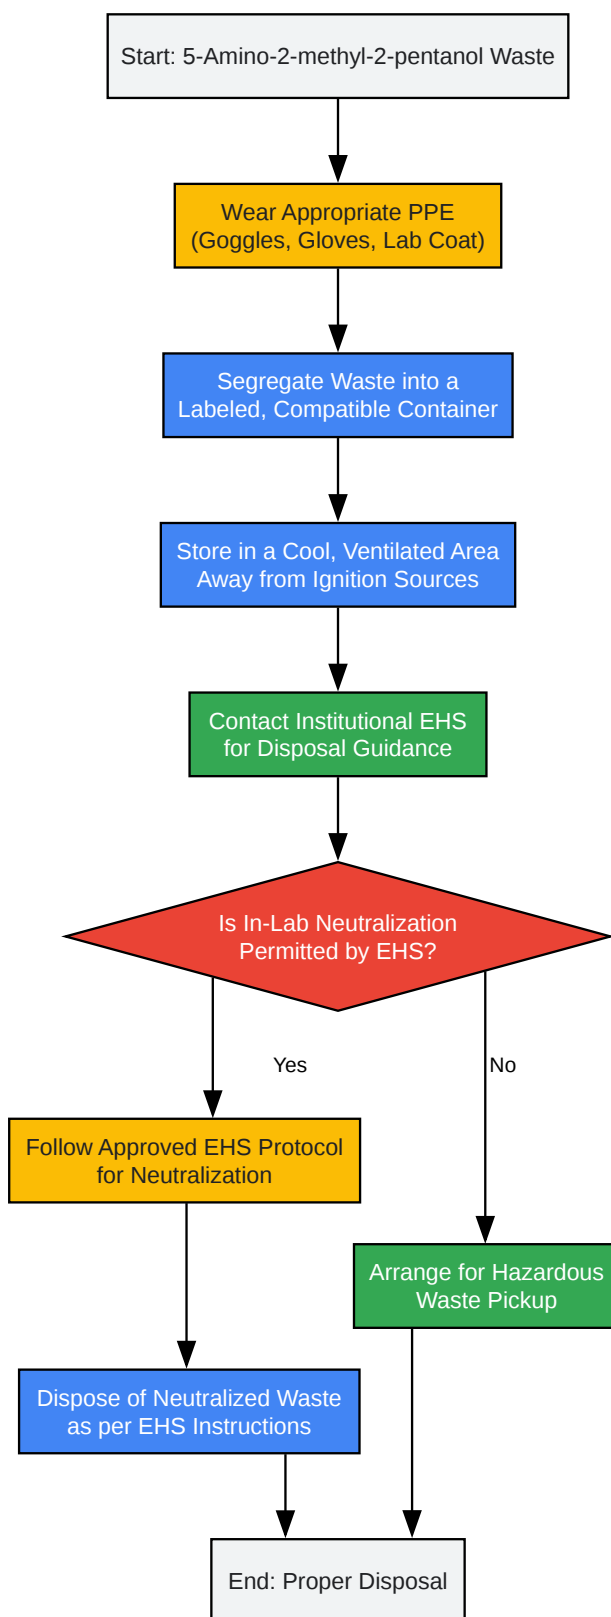 Start: 5-Amino-2-methyl-2-pentanol Waste
Wear Appropriate PPE
(Goggles, Gloves, Lab Coat)
Segregate Waste into a
Labeled, Compatible Container
Store in a Cool, Ventilated Area
Away from Ignition Sources
Contact Institutional EHS
for Disposal Guidance
Is In-Lab Neutralization
Permitted by EHS?
Yes
No
Follow Approved EHS Protocol
for Neutralization
Arrange for Hazardous
Waste Pickup
Dispose of Neutralized Waste
as per EHS Instructions
End: Proper Disposal